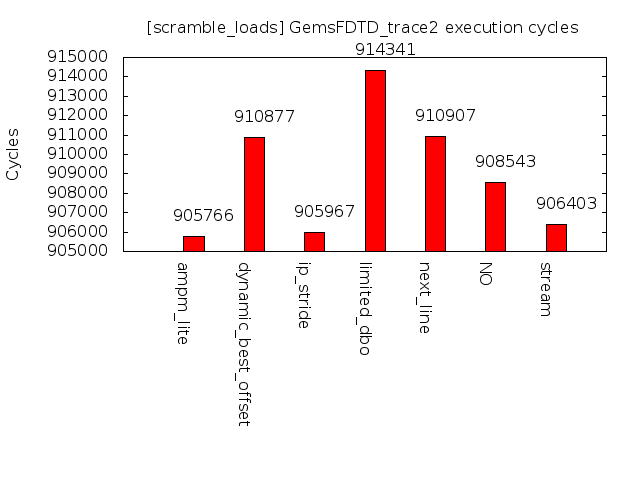 [scramble_loads] GemsFDTD_trace2 execution cycles
Cycles
915000
914000
913000
912000
911000
910000
909000
908000
907000
906000
905000
905766
910877
905967
914341
910907
908543
906403
ampm_lite
dynamic_best_offset
ip_stride
limited_dbo
next_line
NO
stream